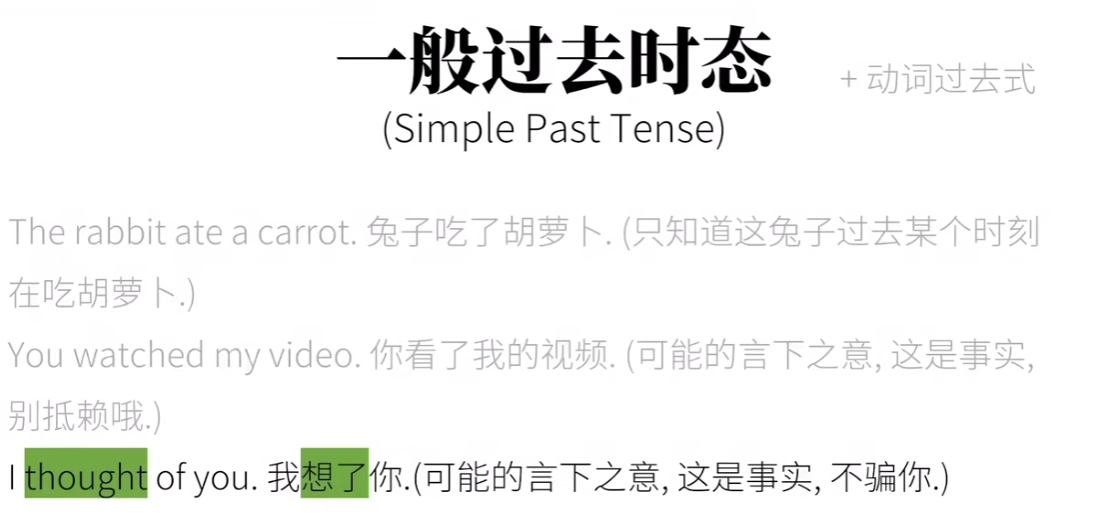 一般过去时态
+ 动词过去式
(Simple Past Tense)
The rabbit ate a carrot. 兔子吃了胡萝卜. (只知道这兔子过去某个时刻
在吃胡萝卜.)
You watched my video. 你看了我的视频. (可能的言下之意, 这是事实,
别抵赖哦.)
I thought of you. 我想了你.(可能的言下之意, 这是事实, 不骗你.)